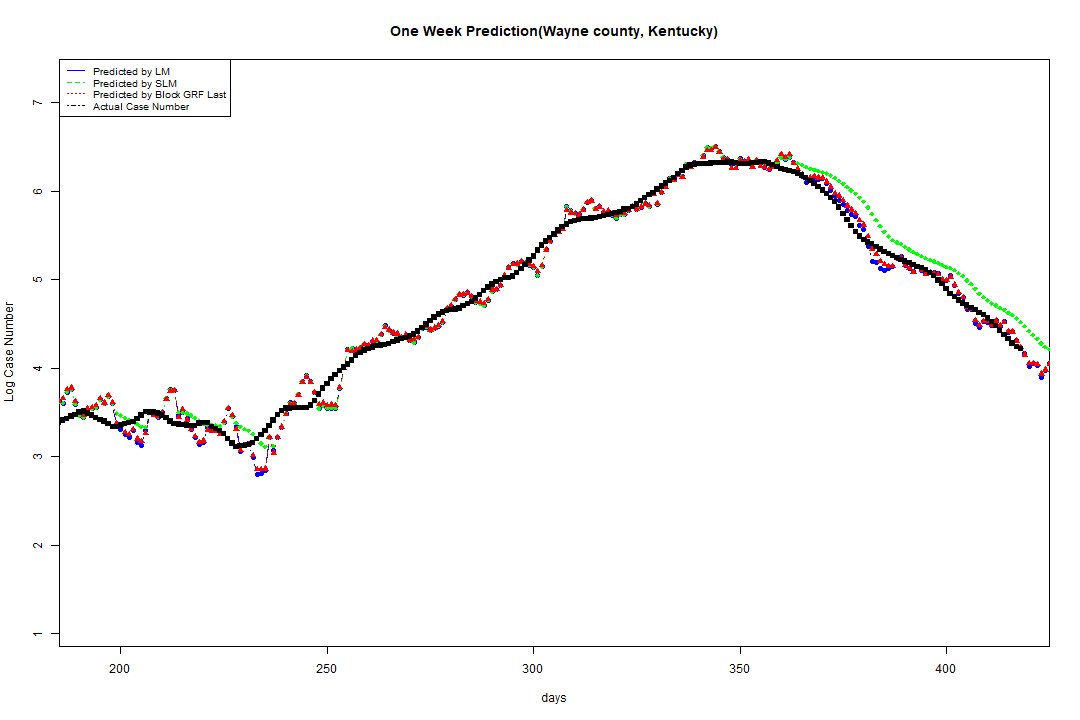 One Week Prediction(Wayne county, Kentucky)
Predicted by LM
Predicted by SLM
Predicted by Block GRF Last
Actual Case Number
7
6
5
4
3
2
1
Log Case Number
200 250 300 350 400
days